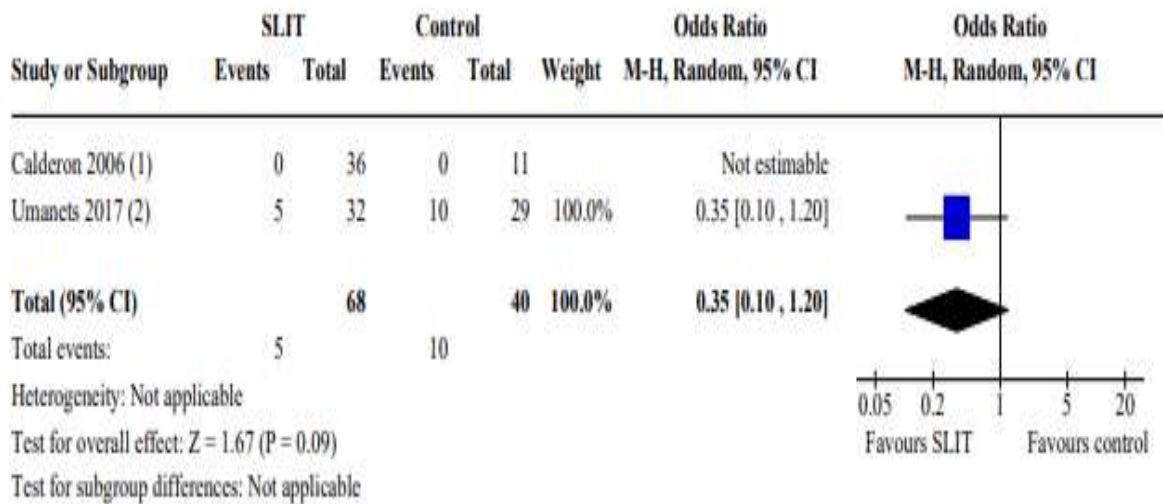 SLIT Control Odds Ratio Odds Ratio
Study or Subgroup Events Total Events Total Weight M-H, Random, 95% CI M-H, Random, 95% CI
Calderon 2006 (1) 0 36 0 11 Not estimable
Umanets 2017 (2) 5 32 10 29 100.0% 0.35 [0.10 , 1.20]
Total (95% CI) 68 40 100.0% 0.35 [0.10 , 1.20]
Total events: 5 10
Heterogeneity: Not applicable
0.05 0.2 1 5 20
Test for overall effect: Z = 1.67 (P = 0.09)
Favours SLIT Favours control
Test for subgroup differences: Not applicable